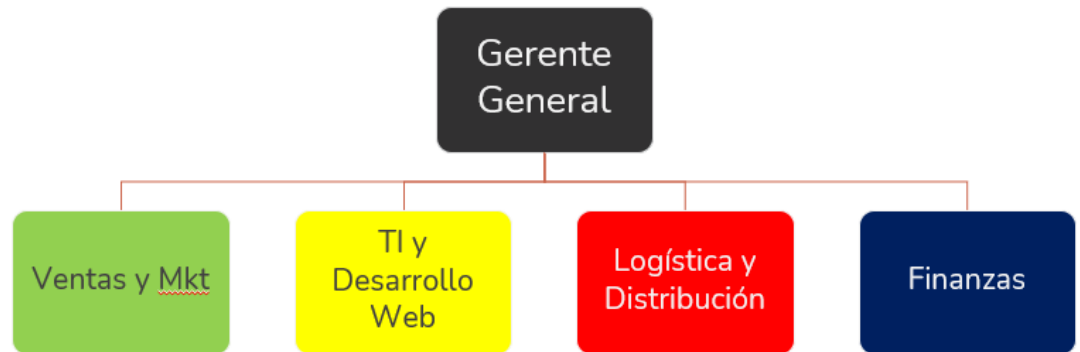 Gerente
General
Ventas y Mkt
TI y
Desarrollo
Web
Logística y
Distribución
Finanzas